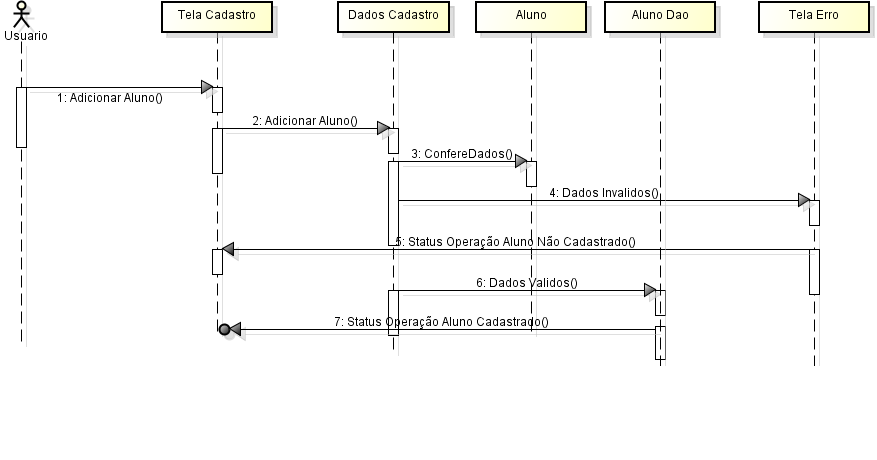 Tela Cadastro
Dados Cadastro
Aluno
Aluno Dao
Tela Erro
Usuario
1: Adicionar Aluno()
2: Adicionar Aluno()
3: ConfereDados()
4: Dados Invalidos()
5: Status Operação Aluno Não Cadastrado()
6: Dados Validos()
7: Status Operação Aluno Cadastrado()